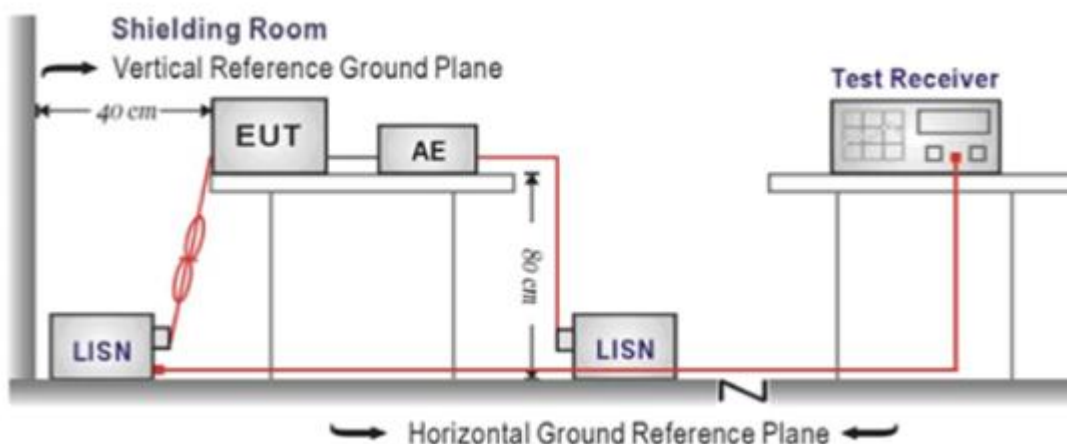 Shielding Room
Vertical Reference Ground Plane
Test Receiver
40 cm
EUT
AE
80 cm
LISN
LISN
Horizontal Ground Reference Plane